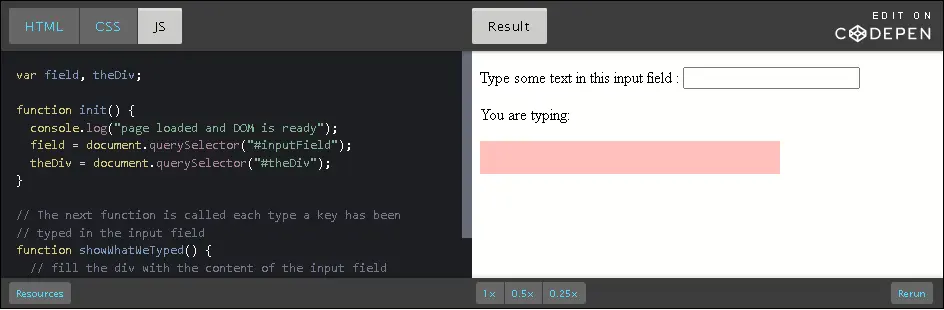 HTML CSS JS
Result
EDIT ON
CODEPEN
var field, theDiv;
function init() {
console.log("page loaded and DOM is ready");
field = document.querySelector("#inputField");
theDiv = document.querySelector("#theDiv");
}
// The next function is called each type a key has been
// typed in the input field
function showWhatWeTyped() {
// fill the div with the content of the input field
Type some text in this input field :
You are typing:
Resources
1x 0.5x 0.25x
Rerun